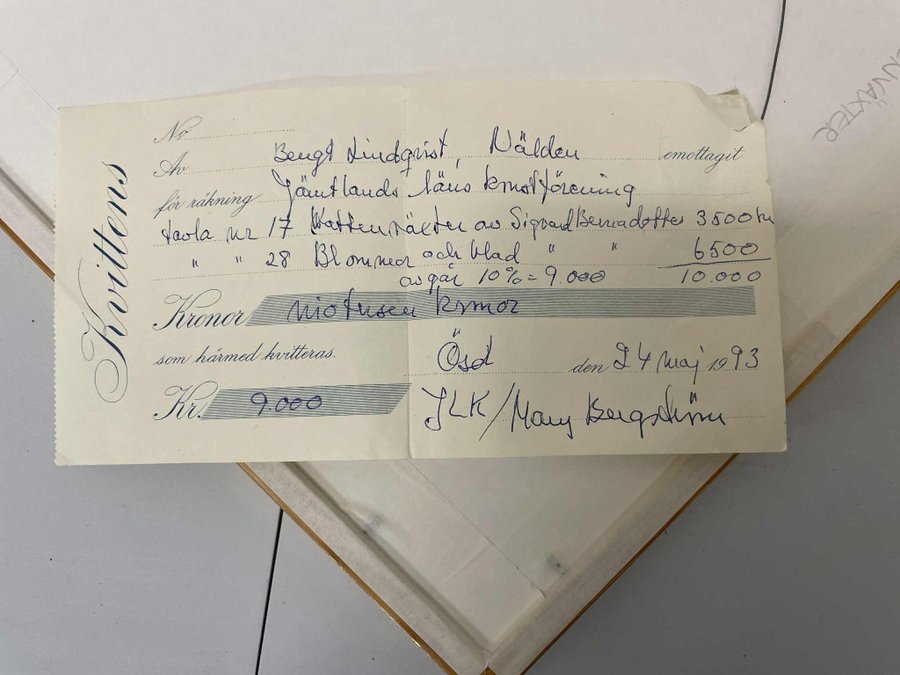 Kvittens
No
Av Bengt Lindqvist, Nälden emottagit
för räkning Jämtlands läns konstförening
tavla nr 17 Vattenväxter av Sigvard Bernadotte 3500 kr
" " 28 Blommor och blad " " 6500
avgår 10% = 9.000 10.000
Kronor niotusen kronor
som härmed kvitteras. Ösd den 24 maj 1993
Kr. 9.000 JLK/Mary Bergström
ENVÄXTER